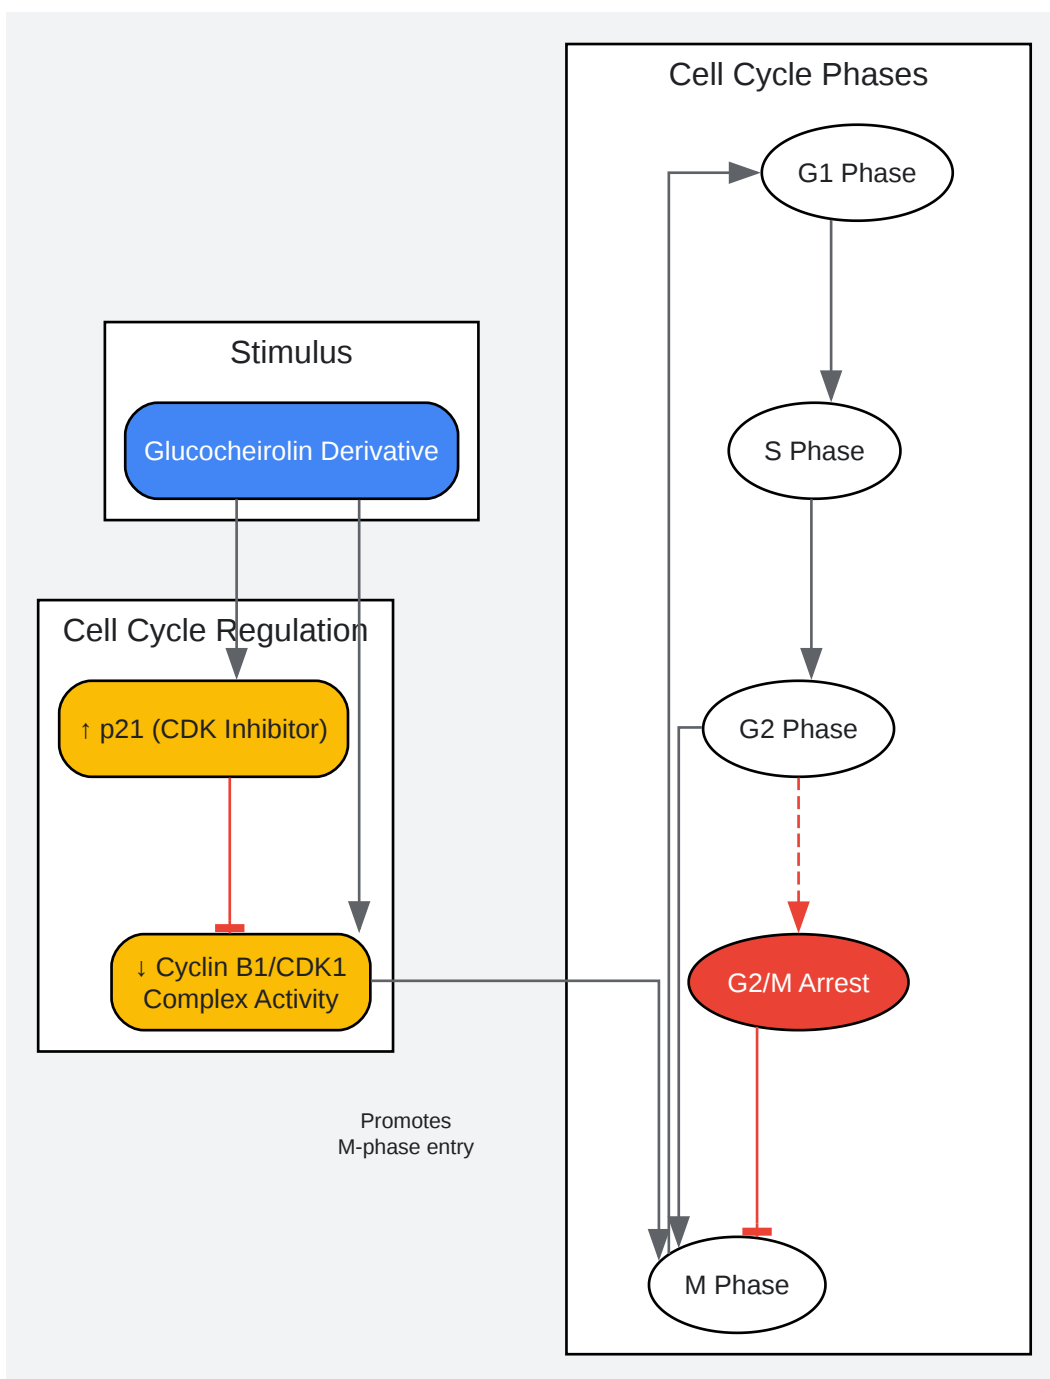 Cell Cycle Phases
G1 Phase
Stimulus
Glucocheirolin Derivative
S Phase
Cell Cycle Regulation
↑ p21 (CDK Inhibitor)
G2 Phase
↓ Cyclin B1/CDK1
Complex Activity
G2/M Arrest
Promotes
M-phase entry
M Phase